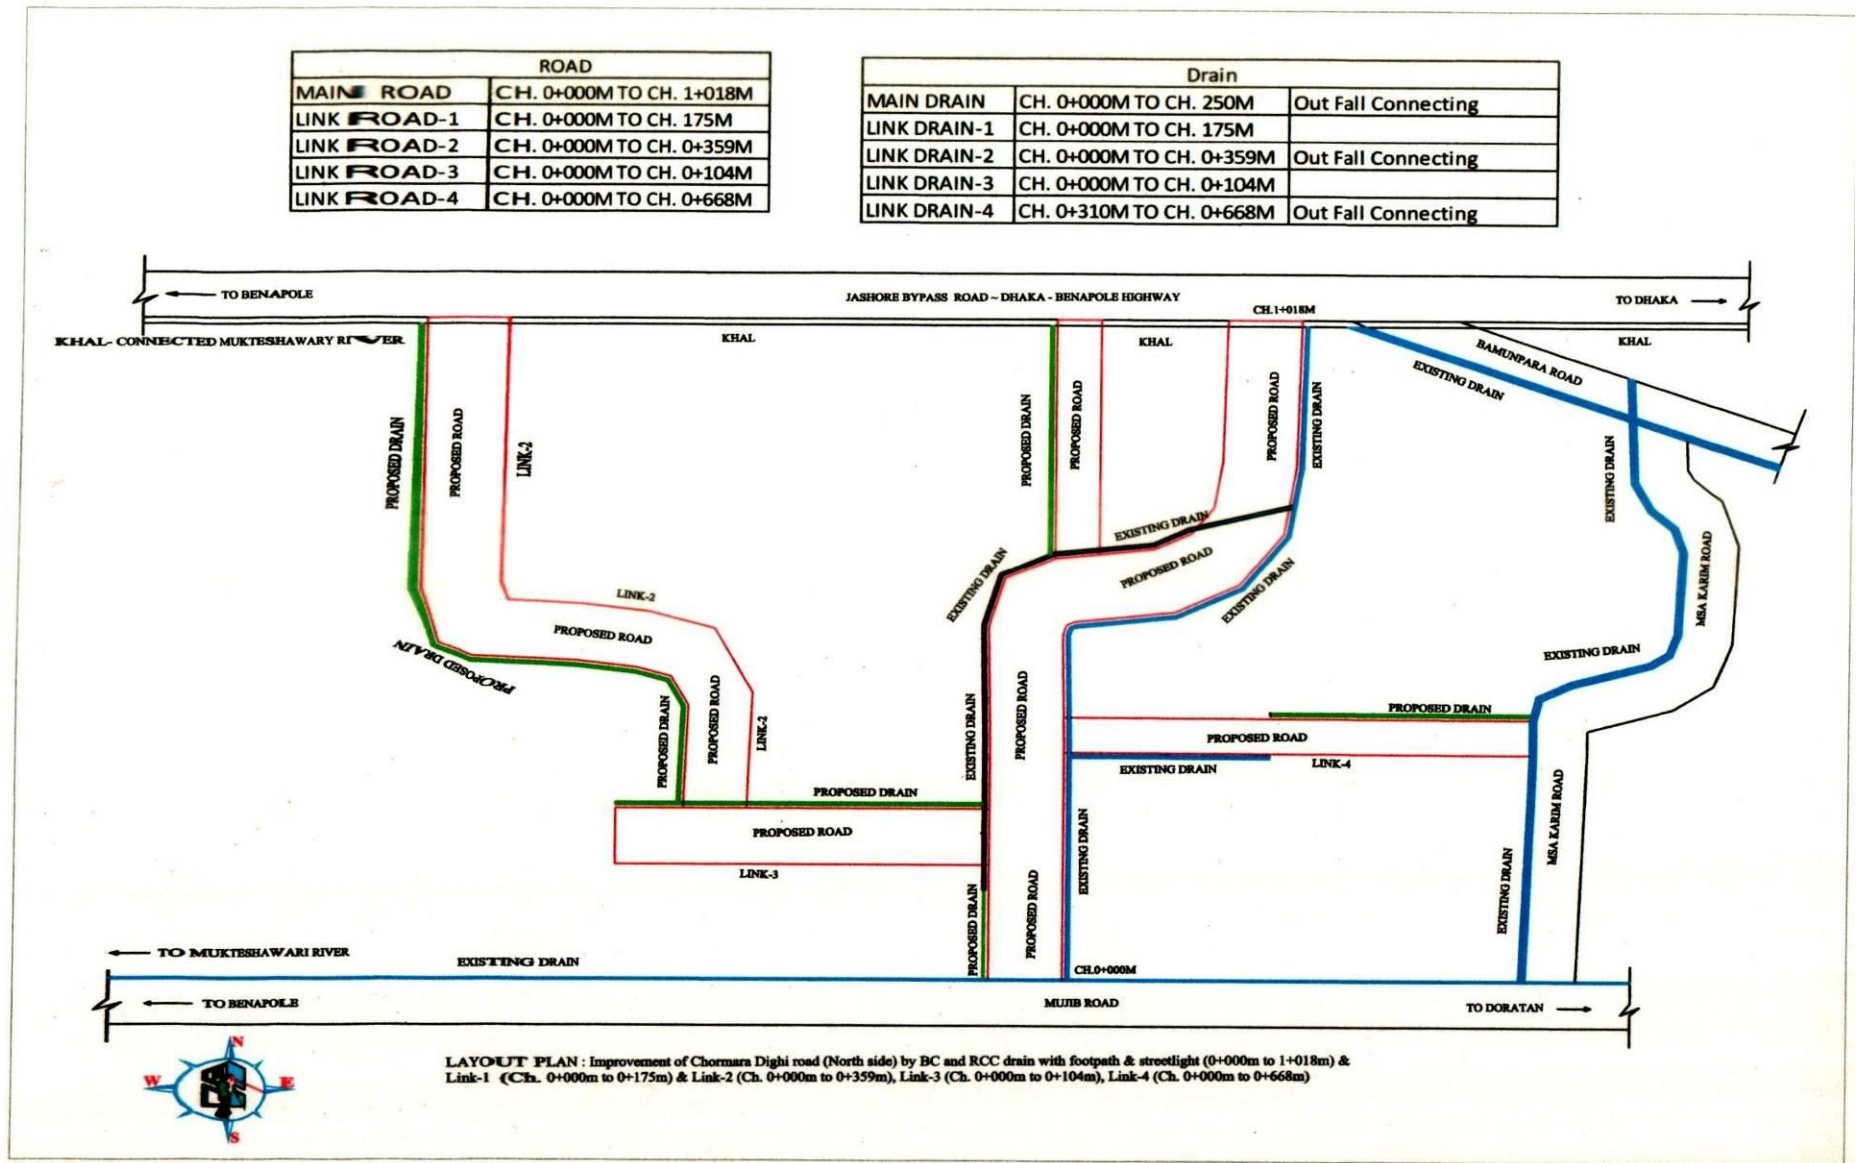 ROAD
MAIN ROAD CH. 0+000M TO CH. 1+018M
LINK ROAD-1 CH. 0+000M TO CH. 175M
LINK ROAD-2 CH. 0+000M TO CH. 0+359M
LINK ROAD-3 CH. 0+000M TO CH. 0+104M
LINK ROAD-4 CH. 0+000M TO CH. 0+668M
Drain
MAIN DRAIN CH. 0+000M TO CH. 250M Out Fall Connecting
LINK DRAIN-1 CH. 0+000M TO CH. 175M
LINK DRAIN-2 CH. 0+000M TO CH. 0+359M Out Fall Connecting
LINK DRAIN-3 CH. 0+000M TO CH. 0+104M
LINK DRAIN-4 CH. 0+310M TO CH. 0+668M Out Fall Connecting
TO BENAPOLE
JASHORE BYPASS ROAD ~ DHAKA - BENAPOLE HIGHWAY
TO DHAKA
CH.1+018M
KHAL- CONNECTED MUKTESHAWARY RIVER
KHAL
KHAL
KHAL
BAMUNPARA ROAD
EXISTING DRAIN
PROPOSED DRAIN
PROPOSED ROAD
LINK-2
PROPOSED DRAIN
PROPOSED ROAD
PROPOSED ROAD
EXISTING DRAIN
EXISTING DRAIN
EXISTING DRAIN
EXISTING DRAIN
PROPOSED ROAD
EXISTING DRAIN
MSA KARIM ROAD
LINK-2
PROPOSED ROAD
PROPOSED DRAIN
EXISTING DRAIN
PROPOSED DRAIN
PROPOSED ROAD
LINK-2
EXISTING DRAIN
PROPOSED ROAD
PROPOSED DRAIN
PROPOSED ROAD
EXISTING DRAIN
LINK-4
PROPOSED DRAIN
PROPOSED ROAD
LINK-3
EXISTING DRAIN
MSA KARIM ROAD
EXISTING DRAIN
PROPOSED DRAIN
PROPOSED ROAD
TO MUKTESHAWARI RIVER
EXISTING DRAIN
CH.0+000M
TO BENAPOLE
MUJIB ROAD
TO DORATAN
N
W
E
S
LAYOUT PLAN : Improvement of Chormara Dighi road (North side) by BC and RCC drain with footpath & streetlight (0+000m to 1+018m) &
Link-1 (Ch. 0+000m to 0+175m) & Link-2 (Ch. 0+000m to 0+359m), Link-3 (Ch. 0+000m to 0+104m), Link-4 (Ch. 0+000m to 0+668m)